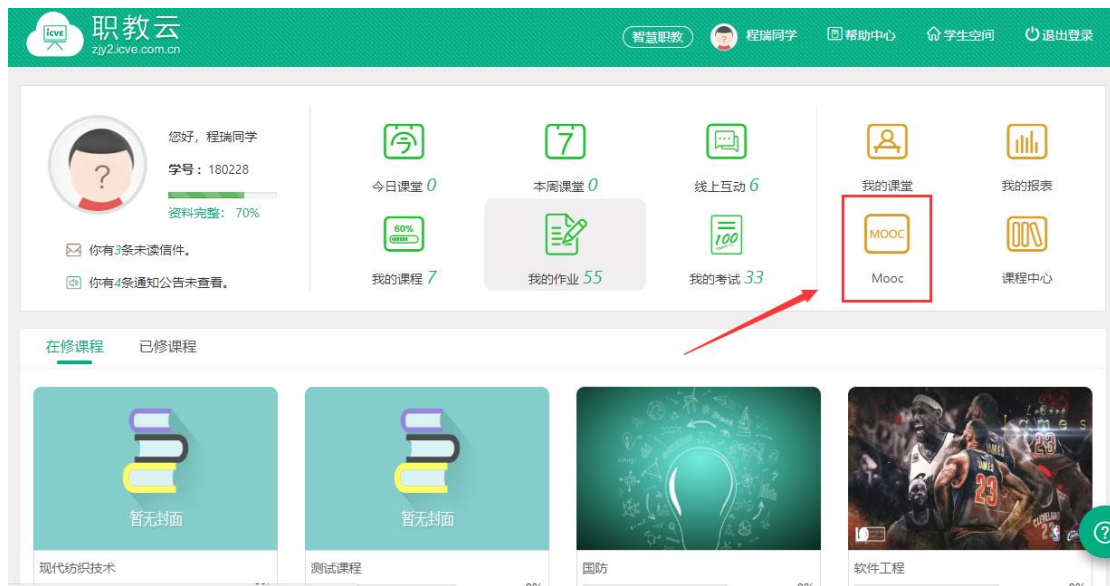 icve
职教云
zjy2.icve.com.cn
智慧职教 程瑞同学 帮助中心 学生空间 退出登录
您好，程瑞同学
学号：180228
资料完整： 70%
你有3条未读信件。
你有4条通知公告未查看。
今日课堂 0
7
本周课堂 0
线上互动 6
我的课堂
我的报表
60%
我的课程 7
我的作业 55
100
我的考试 33
MOOC
Mooc
课程中心
在修课程 已修课程
暂无封面
现代纺织技术
暂无封面
测试课程
国防
James
23
JAMES
23
软件工程